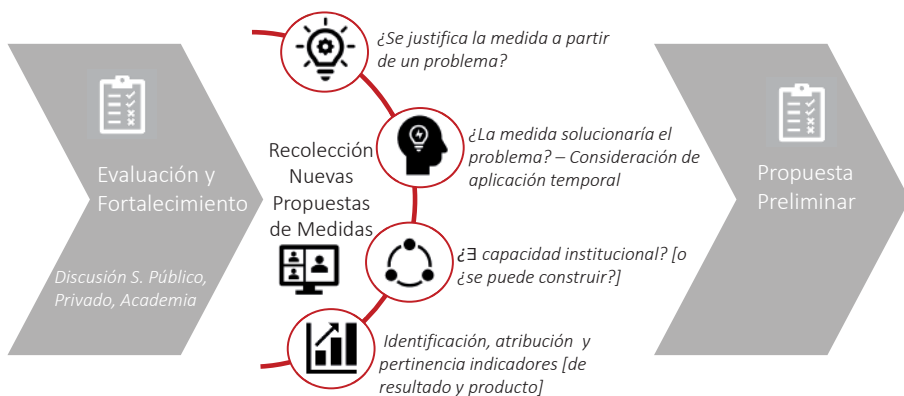 Evaluación y
Fortalecimiento
Discusión S. Público,
Privado, Academia
Recolección
Nuevas
Propuestas
de Medidas
¿Se justifica la medida a partir
de un problema?
¿La medida solucionaría el
problema? – Consideración de
aplicación temporal
¿∃ capacidad institucional? [o
¿se puede construir?]
Identificación, atribución y
pertinencia indicadores [de
resultado y producto]
Propuesta
Preliminar